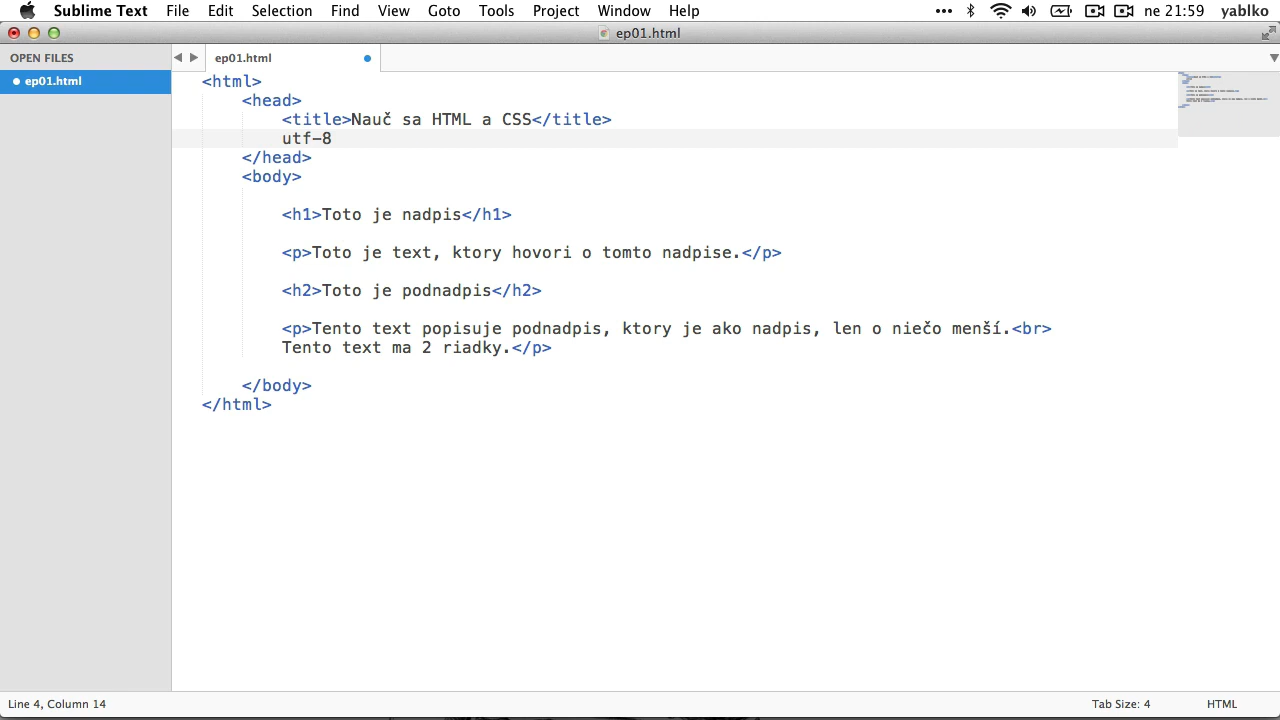 Sublime Text File Edit Selection Find View Goto Tools Project Window Help ne 21:59 yablko
ep01.html
OPEN FILES
ep01.html
ep01.html
<html>
<head>
<title>Nauč sa HTML a CSS</title>
utf-8
</head>
<body>
<h1>Toto je nadpis</h1>
<p>Toto je text, ktory hovori o tomto nadpise.</p>
<h2>Toto je podnadpis</h2>
<p>Tento text popisuje podnadpis, ktory je ako nadpis, len o niečo menší.<br>
Tento text ma 2 riadky.</p>
</body>
</html>
Line 4, Column 14 Tab Size: 4 HTML